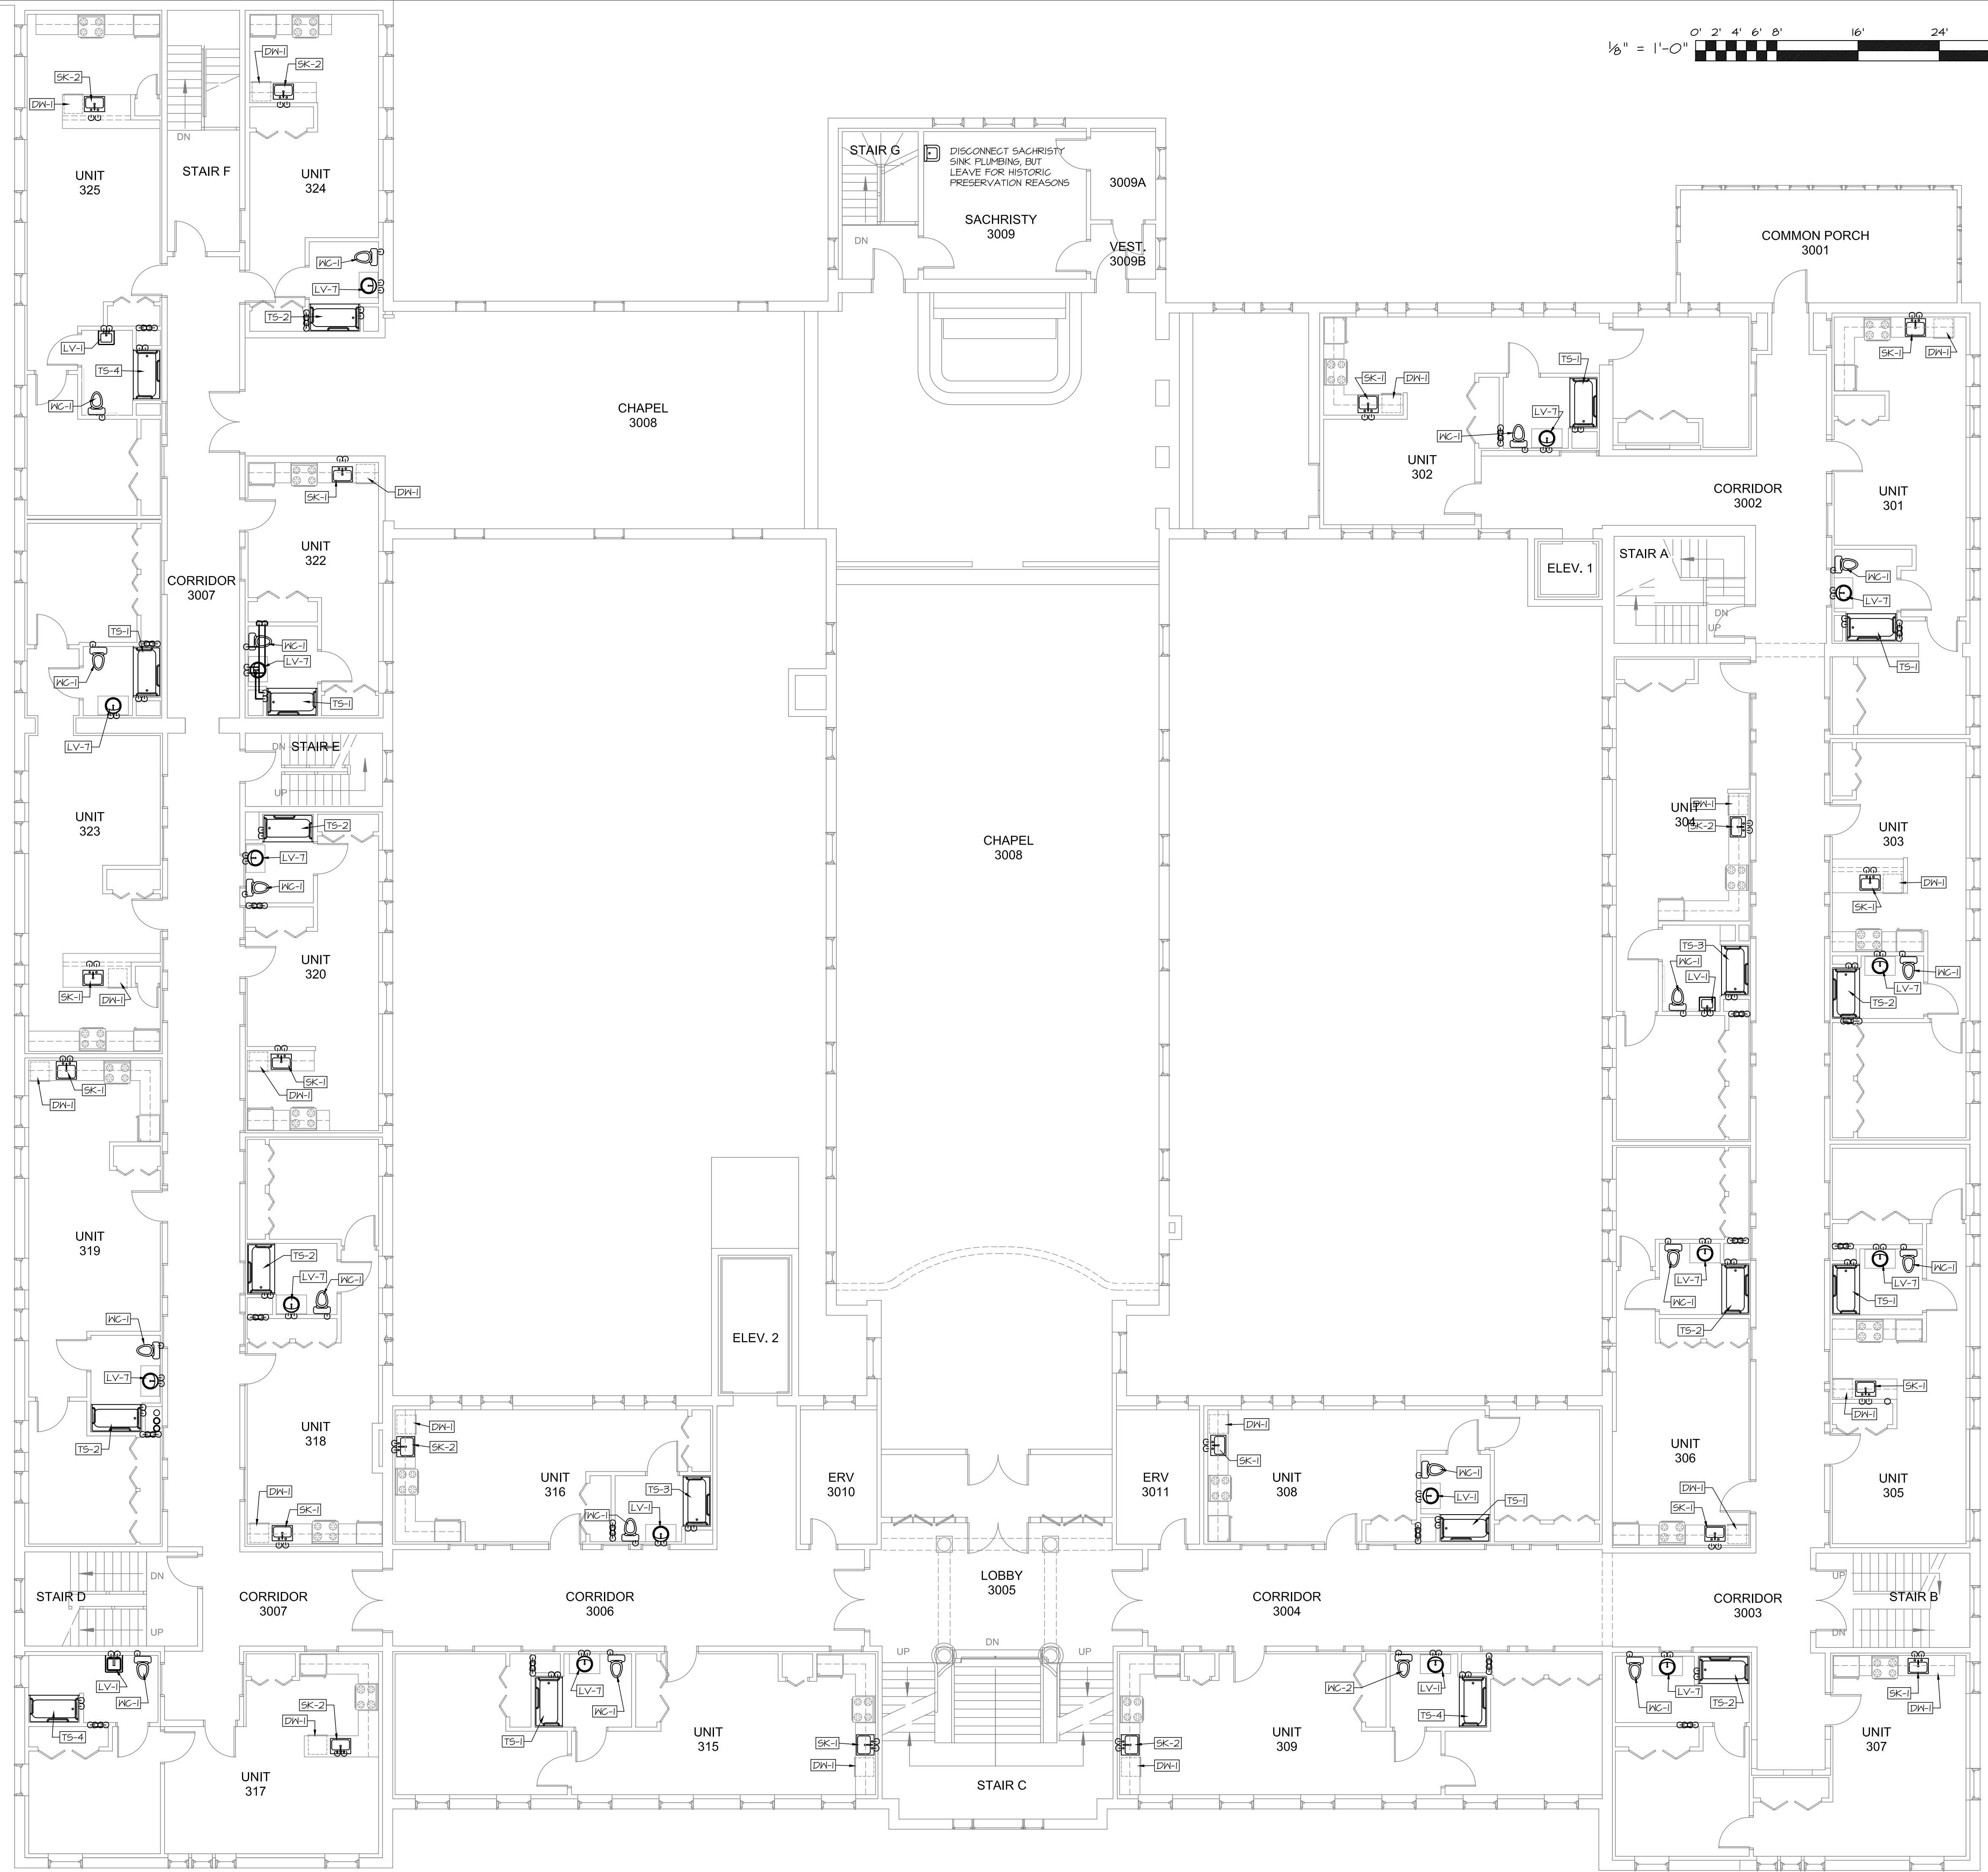 0' 2' 4' 6' 8' 16' 24'
1/8" = 1'-0"
SK-2
DW-1
UNIT
325
DN
STAIR F
DW-1
SK-2
UNIT
324
WC-1
LV-7
TS-2
LV-1
TS-4
WC-1
STAIR G
DN
DISCONNECT SACHRISTY
SINK PLUMBING, BUT
LEAVE FOR HISTORIC
PRESERVATION REASONS
SACHRISTY
3009
3009A
VEST.
3009B
COMMON PORCH
3001
CHAPEL
3008
SK-1
DW-1
TS-1
LV-7
WC-1
UNIT
302
CORRIDOR
3002
SK-1
DW-1
UNIT
301
WC-1
LV-7
TS-1
SK-1
DW-1
UNIT
322
CORRIDOR
3007
WC-1
LV-7
TS-1
TS-1
WC-1
LV-7
ELEV. 1
STAIR A
DN
UP
DN
STAIR E
UP
UNIT
323
SK-1
DW-1
TS-2
LV-7
WC-1
UNIT
320
SK-1
DW-1
CHAPEL
3008
DW-1
UNIT
304
SK-2
TS-3
WC-1
LV-1
UNIT
303
DW-1
SK-1
WC-1
LV-7
TS-2
SK-1
DW-1
UNIT
319
WC-1
LV-7
TS-2
TS-2
LV-7
WC-1
UNIT
318
DW-1
SK-1
ELEV. 2
LV-7
WC-1
TS-2
UNIT
306
DW-1
SK-1
WC-1
LV-7
TS-1
SK-1
DW-1
UNIT
305
DW-1
SK-2
UNIT
316
TS-3
LV-1
WC-1
ERV
3010
ERV
3011
DW-1
SK-1
UNIT
308
WC-1
LV-1
TS-1
STAIR D
DN
UP
CORRIDOR
3007
CORRIDOR
3006
LOBBY
3005
CORRIDOR
3004
CORRIDOR
3003
UP
STAIR B
DN
LV-1
WC-1
TS-4
SK-2
DW-1
UNIT
317
LV-7
WC-1
TS-1
UNIT
315
SK-1
DW-1
UP
DN
UP
STAIR C
SK-2
DW-1
UNIT
309
WC-2
LV-1
TS-4
WC-1
LV-7
TS-2
SK-1
DW-1
UNIT
307